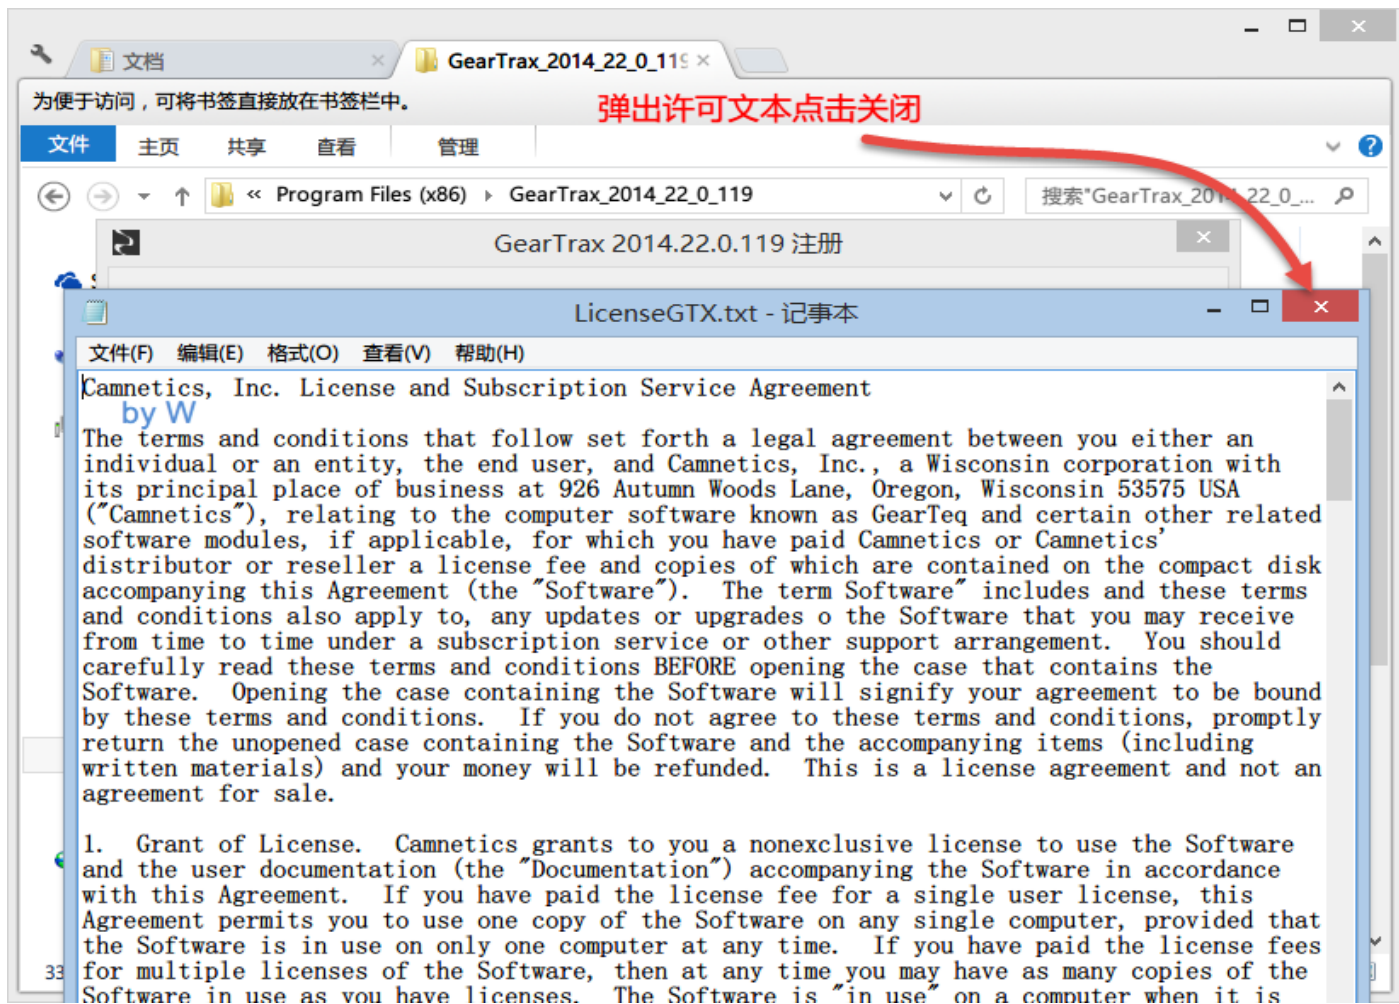 文档
GearTrax_2014_22_0_119
为便于访问，可将书签直接放在书签栏中。
弹出许可文本点击关闭
文件 主页 共享 查看 管理
« Program Files (x86) GearTrax_2014_22_0_119
搜索"GearTrax_2014_22_0_...
GearTrax 2014.22.0.119 注册
LicenseGTX.txt - 记事本
文件(F) 编辑(E) 格式(O) 查看(V) 帮助(H)
Camnetics, Inc. License and Subscription Service Agreement
by W
The terms and conditions that follow set forth a legal agreement between you either an
individual or an entity, the end user, and Camnetics, Inc., a Wisconsin corporation with
its principal place of business at 926 Autumn Woods Lane, Oregon, Wisconsin 53575 USA
("Camnetics"), relating to the computer software known as GearTeq and certain other related
software modules, if applicable, for which you have paid Camnetics or Camnetics'
distributor or reseller a license fee and copies of which are contained on the compact disk
accompanying this Agreement (the "Software").  The term Software" includes and these terms
and conditions also apply to, any updates or upgrades o the Software that you may receive
from time to time under a subscription service or other support arrangement.  You should
carefully read these terms and conditions BEFORE opening the case that contains the
Software.  Opening the case containing the Software will signify your agreement to be bound
by these terms and conditions.  If you do not agree to these terms and conditions, promptly
return the unopened case containing the Software and the accompanying items (including
written materials) and your money will be refunded.  This is a license agreement and not an
agreement for sale.
1.  Grant of License.  Camnetics grants to you a nonexclusive license to use the Software
and the user documentation (the "Documentation") accompanying the Software in accordance
with this Agreement.  If you have paid the license fee for a single user license, this
Agreement permits you to use one copy of the Software on any single computer, provided that
the Software is in use on only one computer at any time.  If you have paid the license fees
33
for multiple licenses of the Software, then at any time you may have as many copies of the
Software in use as you have licenses.  The Software is "in use" on a computer when it is